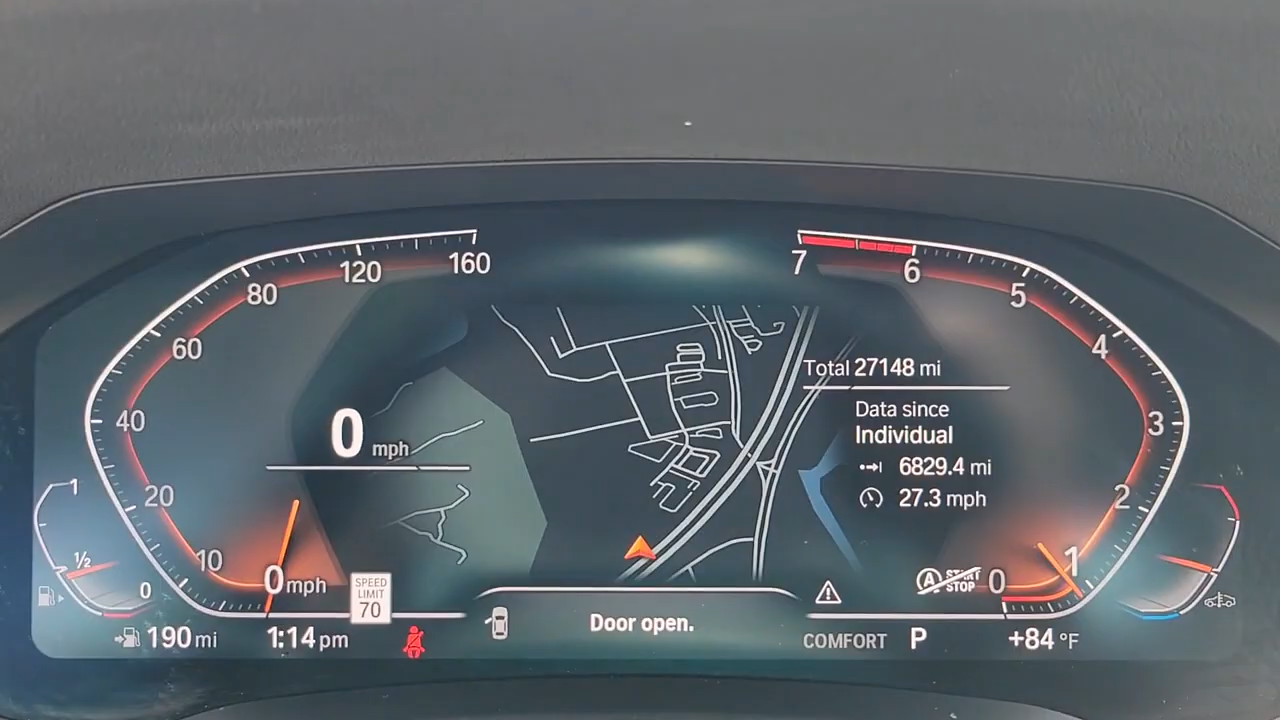 160
120
80
60
40
20
10
0 mph
0 mph
1
1/2
0
SPEED
LIMIT
70
190 mi
1:14 pm
Door open.
7
6
5
4
3
2
1
0
Total 27148 mi
Data since
Individual
6829.4 mi
27.3 mph
A START
STOP
COMFORT
P
+84 °F